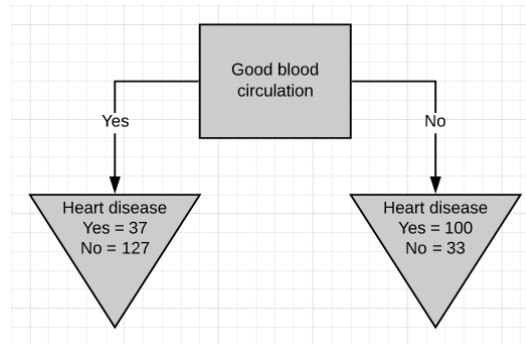 Good blood
circulation
Yes
No
Heart disease
Yes = 37
No = 127
Heart disease
Yes = 100
No = 33